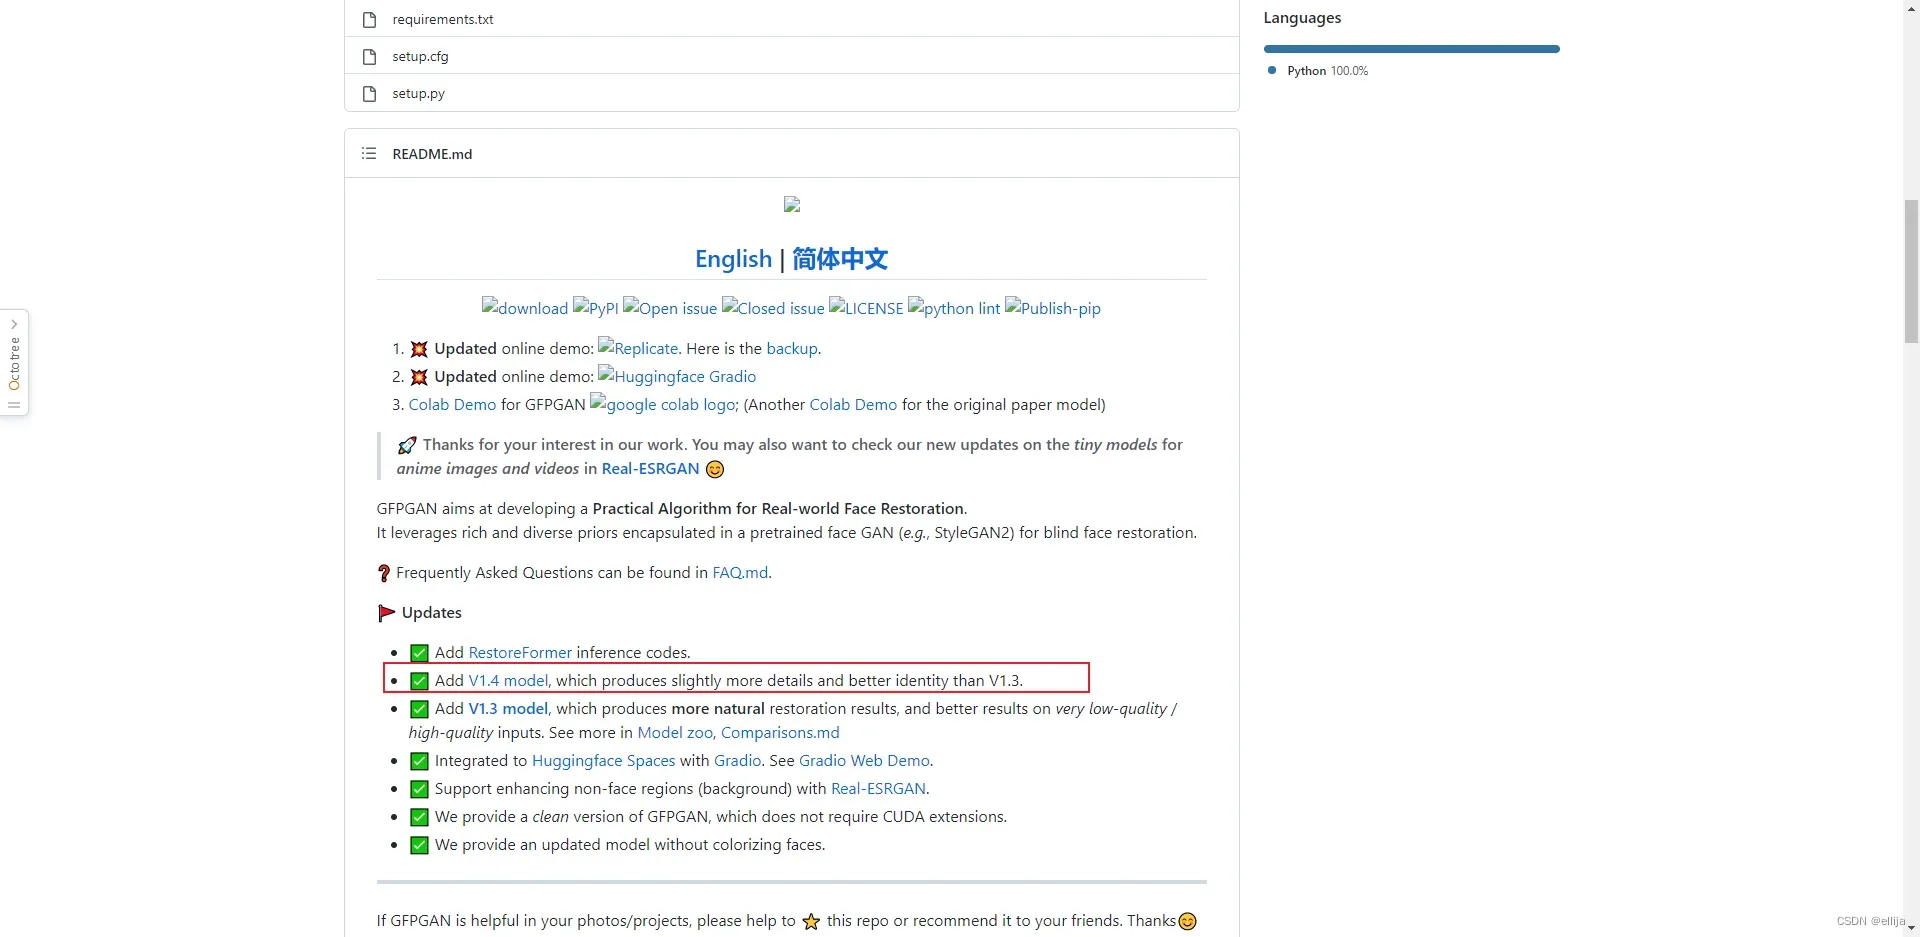 requirements.txt
setup.cfg
setup.py
Languages
Python 100.0%
README.md
English | 简体中文
download PyPI Open issue Closed issue LICENSE python lint Publish-pip
1. 💥 Updated online demo: Replicate. Here is the backup.
2. 💥 Updated online demo: Huggingface Gradio
3. Colab Demo for GFPGAN google colab logo; (Another Colab Demo for the original paper model)
🚀 Thanks for your interest in our work. You may also want to check our new updates on the tiny models for
anime images and videos in Real-ESRGAN 😊
GFPGAN aims at developing a Practical Algorithm for Real-world Face Restoration.
It leverages rich and diverse priors encapsulated in a pretrained face GAN (e.g., StyleGAN2) for blind face restoration.
❓ Frequently Asked Questions can be found in FAQ.md.
🚩 Updates
• ✅ Add RestoreFormer inference codes.
• ✅ Add V1.4 model, which produces slightly more details and better identity than V1.3.
• ✅ Add V1.3 model, which produces more natural restoration results, and better results on very low-quality /
high-quality inputs. See more in Model zoo, Comparisons.md
• ✅ Integrated to Huggingface Spaces with Gradio. See Gradio Web Demo.
• ✅ Support enhancing non-face regions (background) with Real-ESRGAN.
• ✅ We provide a clean version of GFPGAN, which does not require CUDA extensions.
• ✅ We provide an updated model without colorizing faces.
If GFPGAN is helpful in your photos/projects, please help to ⭐ this repo or recommend it to your friends. Thanks😊
Octotree
CSDN @ellija